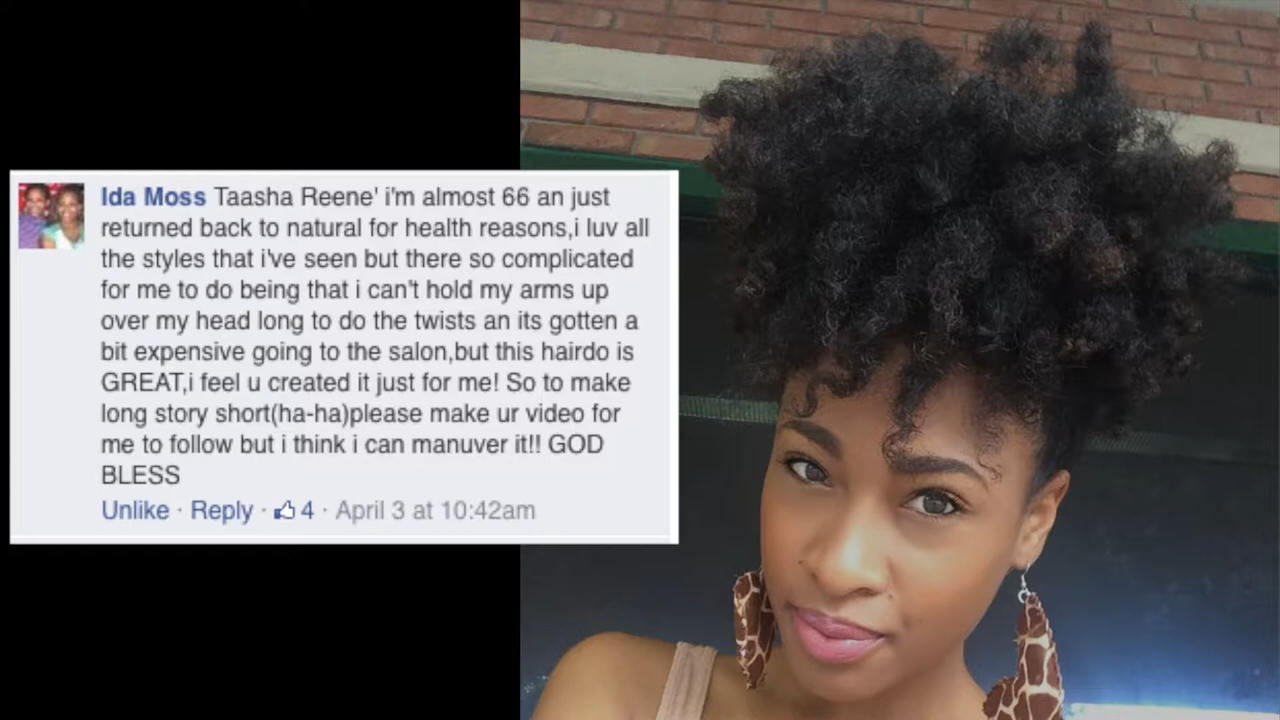 Ida Moss Taasha Reene' i'm almost 66 an just
returned back to natural for health reasons,i luv all
the styles that i've seen but there so complicated
for me to do being that i can't hold my arms up
over my head long to do the twists an its gotten a
bit expensive going to the salon,but this hairdo is
GREAT,i feel u created it just for me! So to make
long story short(ha-ha)please make ur video for
me to follow but i think i can manuver it!! GOD
BLESS
Unlike · Reply · 4 · April 3 at 10:42am